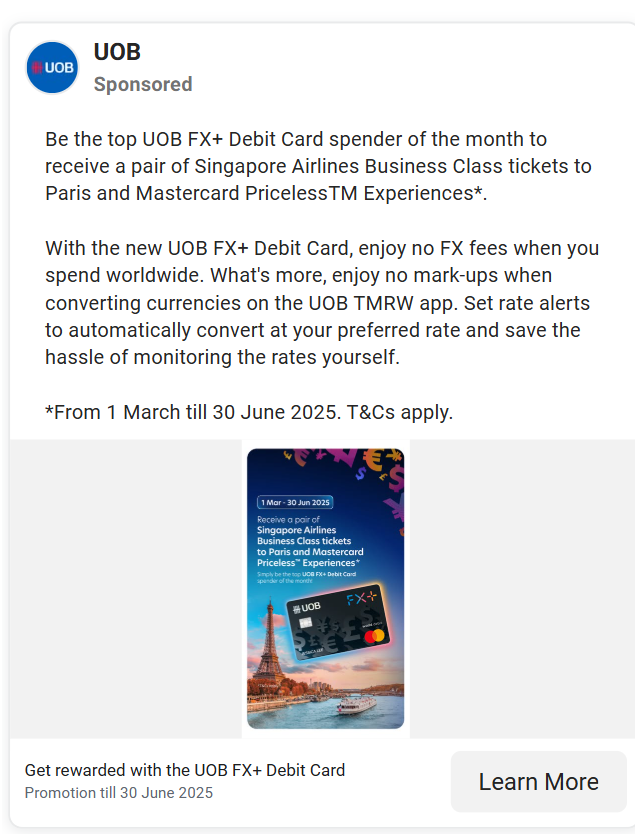 UOB
UOB
Sponsored
Be the top UOB FX+ Debit Card spender of the month to
receive a pair of Singapore Airlines Business Class tickets to
Paris and Mastercard PricelessTM Experiences*.
With the new UOB FX+ Debit Card, enjoy no FX fees when you
spend worldwide. What's more, enjoy no mark-ups when
converting currencies on the UOB TMRW app. Set rate alerts
to automatically convert at your preferred rate and save the
hassle of monitoring the rates yourself.
*From 1 March till 30 June 2025. T&Cs apply.
1 Mar - 30 Jun 2025
Receive a pair of
Singapore Airlines
Business Class tickets
to Paris and Mastercard
Priceless™ Experiences*
Simply be the top UOB FX+ Debit Card
spender of the month
UOB
FX+
Get rewarded with the UOB FX+ Debit Card
Promotion till 30 June 2025
Learn More